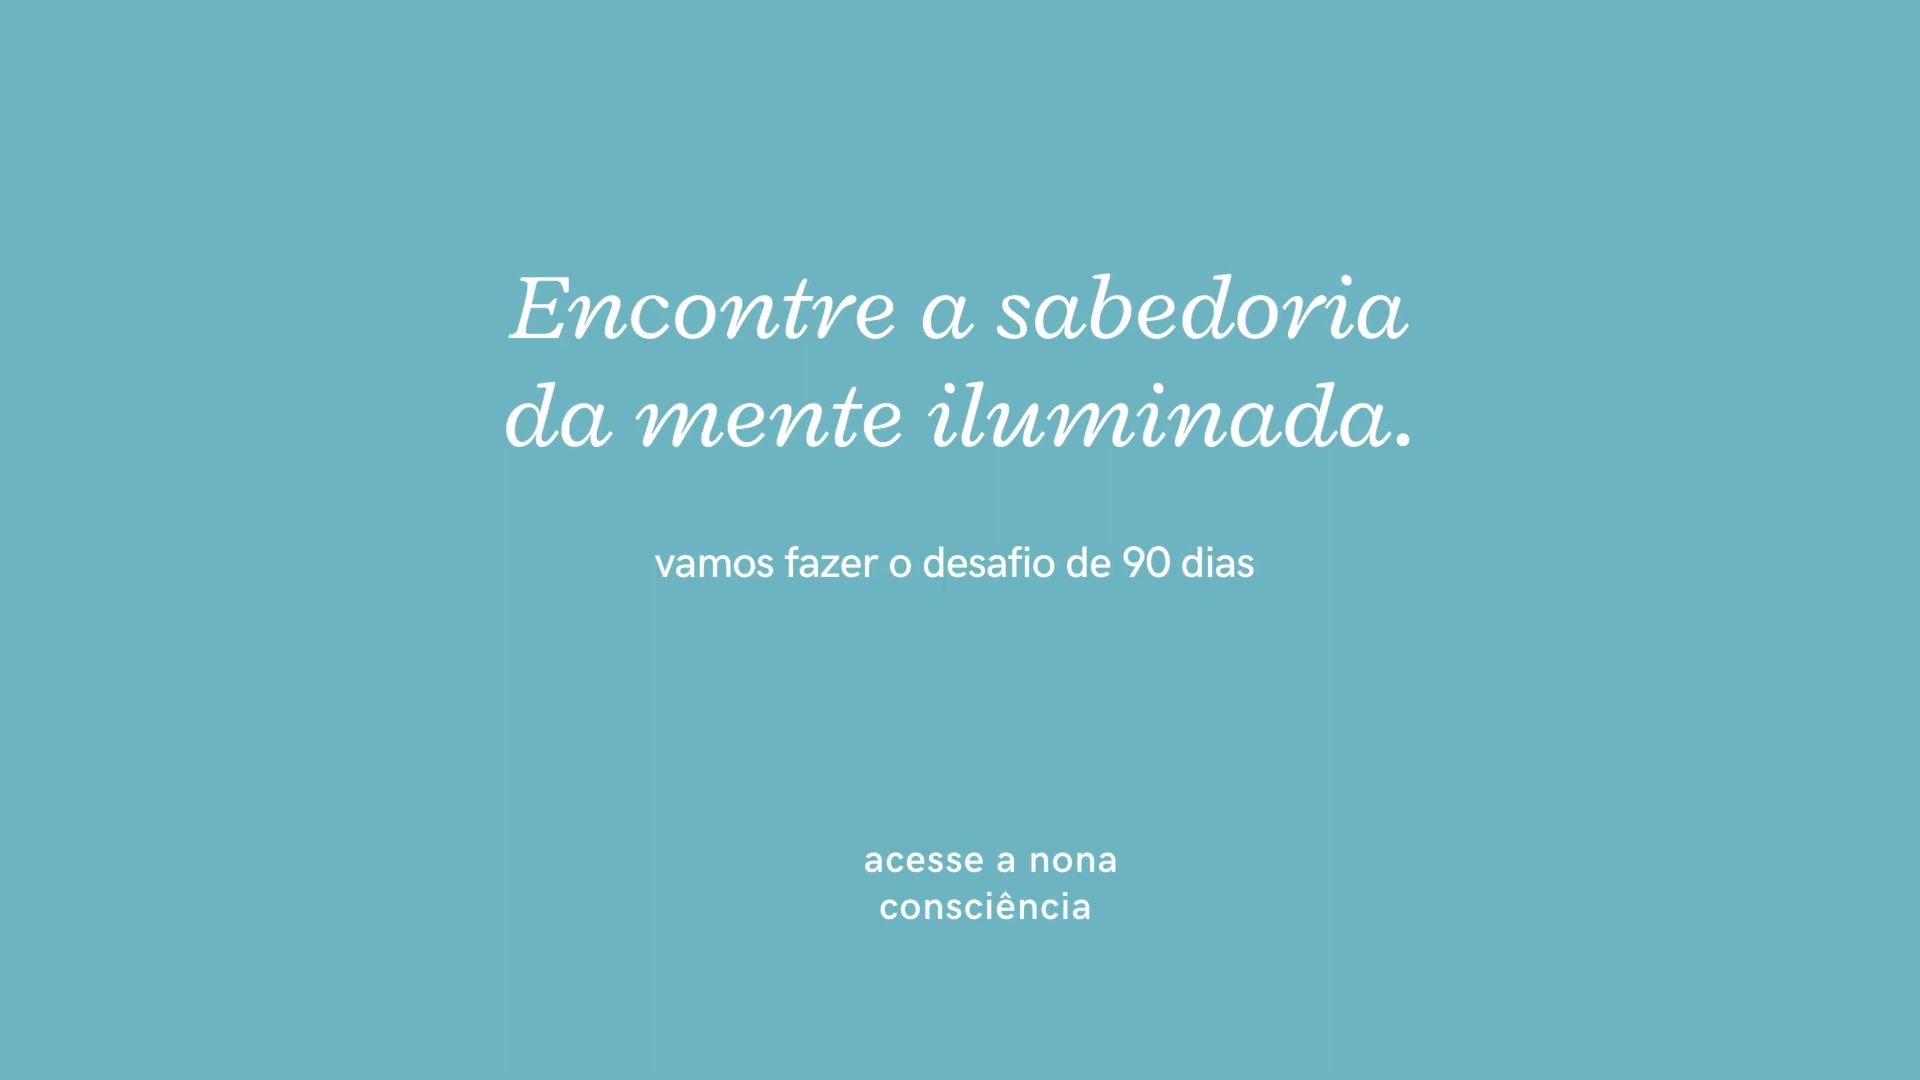 Encontre a sabedoria
da mente iluminada.
vamos fazer o desafio de 90 dias
acesse a nona
consciência